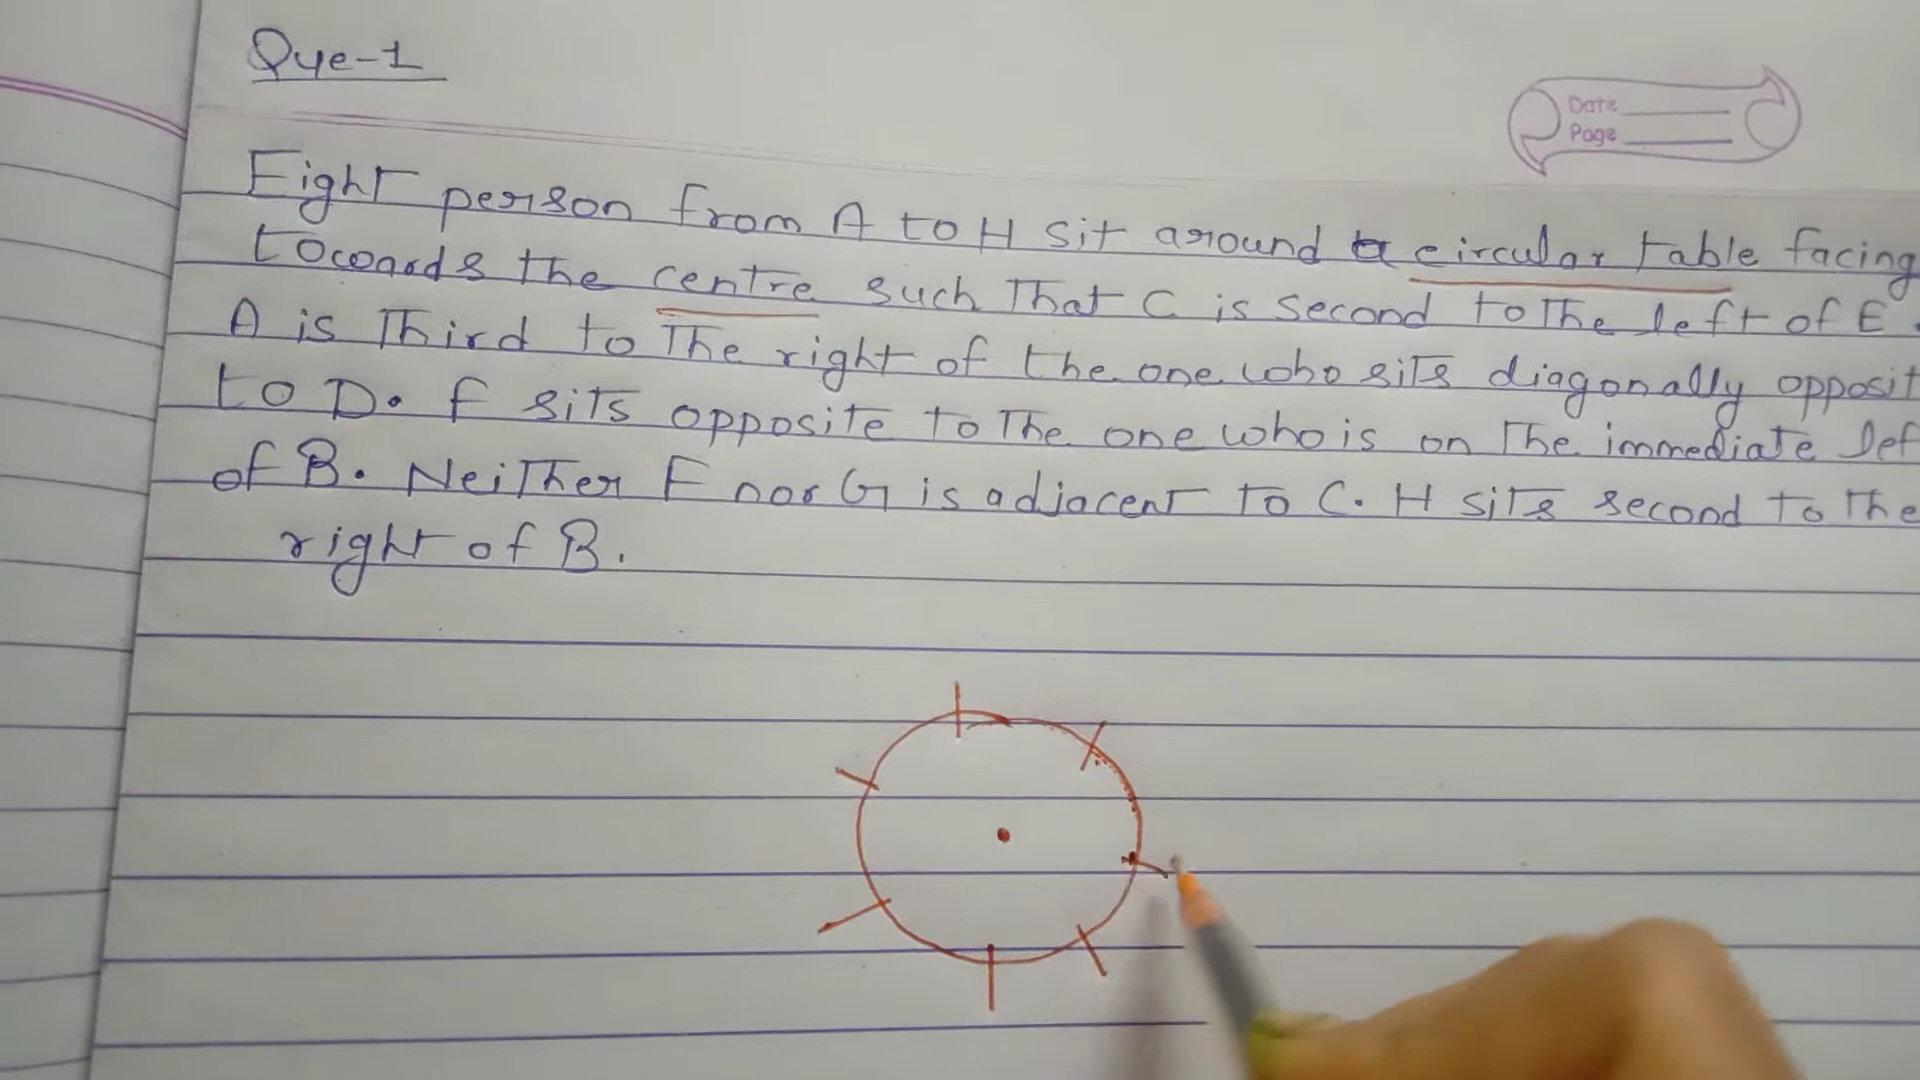 Que-1
Date
Page
Eight person from A to H sit around a circular table facing
towards the centre such That C is second to The left of E.
A is Third to The right of the one who sits diagonally opposit
to D. F sits opposite to The one who is on The immediate lef
of B. Neither F nor G is adjacent to C. H sits second to the
right of B.